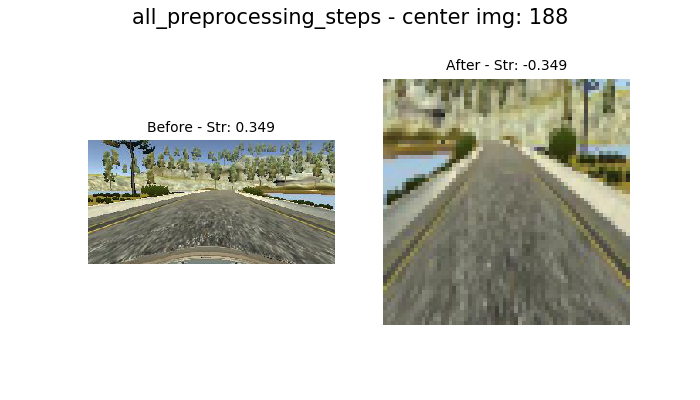 all_preprocessing_steps - center img: 188
Before - Str: 0.349
After - Str: -0.349